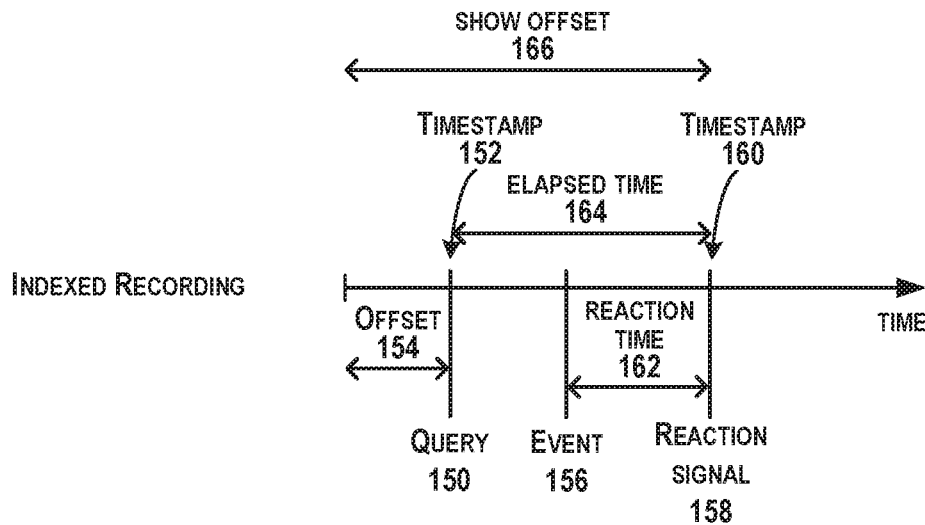 SHOW OFFSET
166
TIMESTAMP
152
TIMESTAMP
160
ELAPSED TIME
164
INDEXED RECORDING
OFFSET
154
REACTION
TIME
162
TIME
QUERY
150
EVENT
156
REACTION
SIGNAL
158